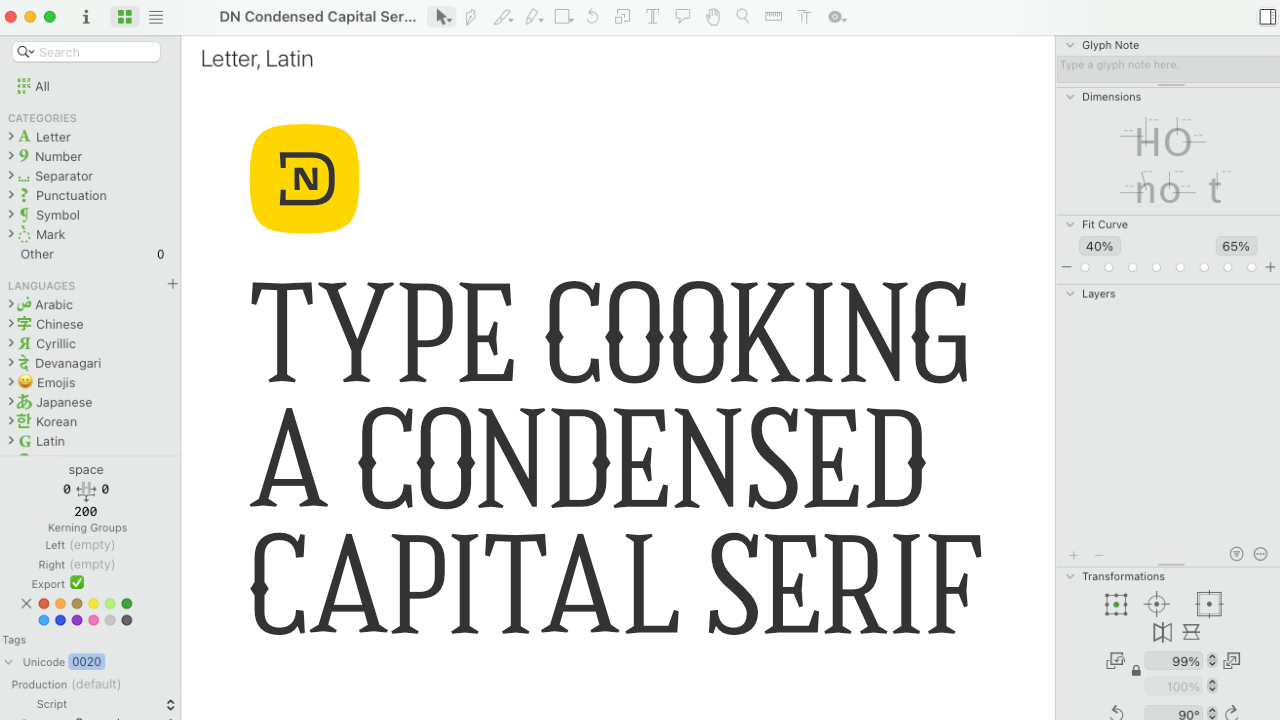 DN Condensed Capital Ser...
Search
All
CATEGORIES
Letter
Number
Separator
Punctuation
Symbol
Mark
Other 0
LANGUAGES
Arabic
Chinese
Cyrillic
Devanagari
Emojis
Japanese
Korean
Latin
space
0 0
200
Kerning Groups
Left (empty)
Right (empty)
Export
Tags
Unicode 0020
Production (default)
Script
Letter, Latin
DN
TYPE COOKING
A CONDENSED
CAPITAL SERIF
Glyph Note
Type a glyph note here.
Dimensions
HO
no t
Fit Curve
40% 65%
Layers
Transformations
99%
100%
90°